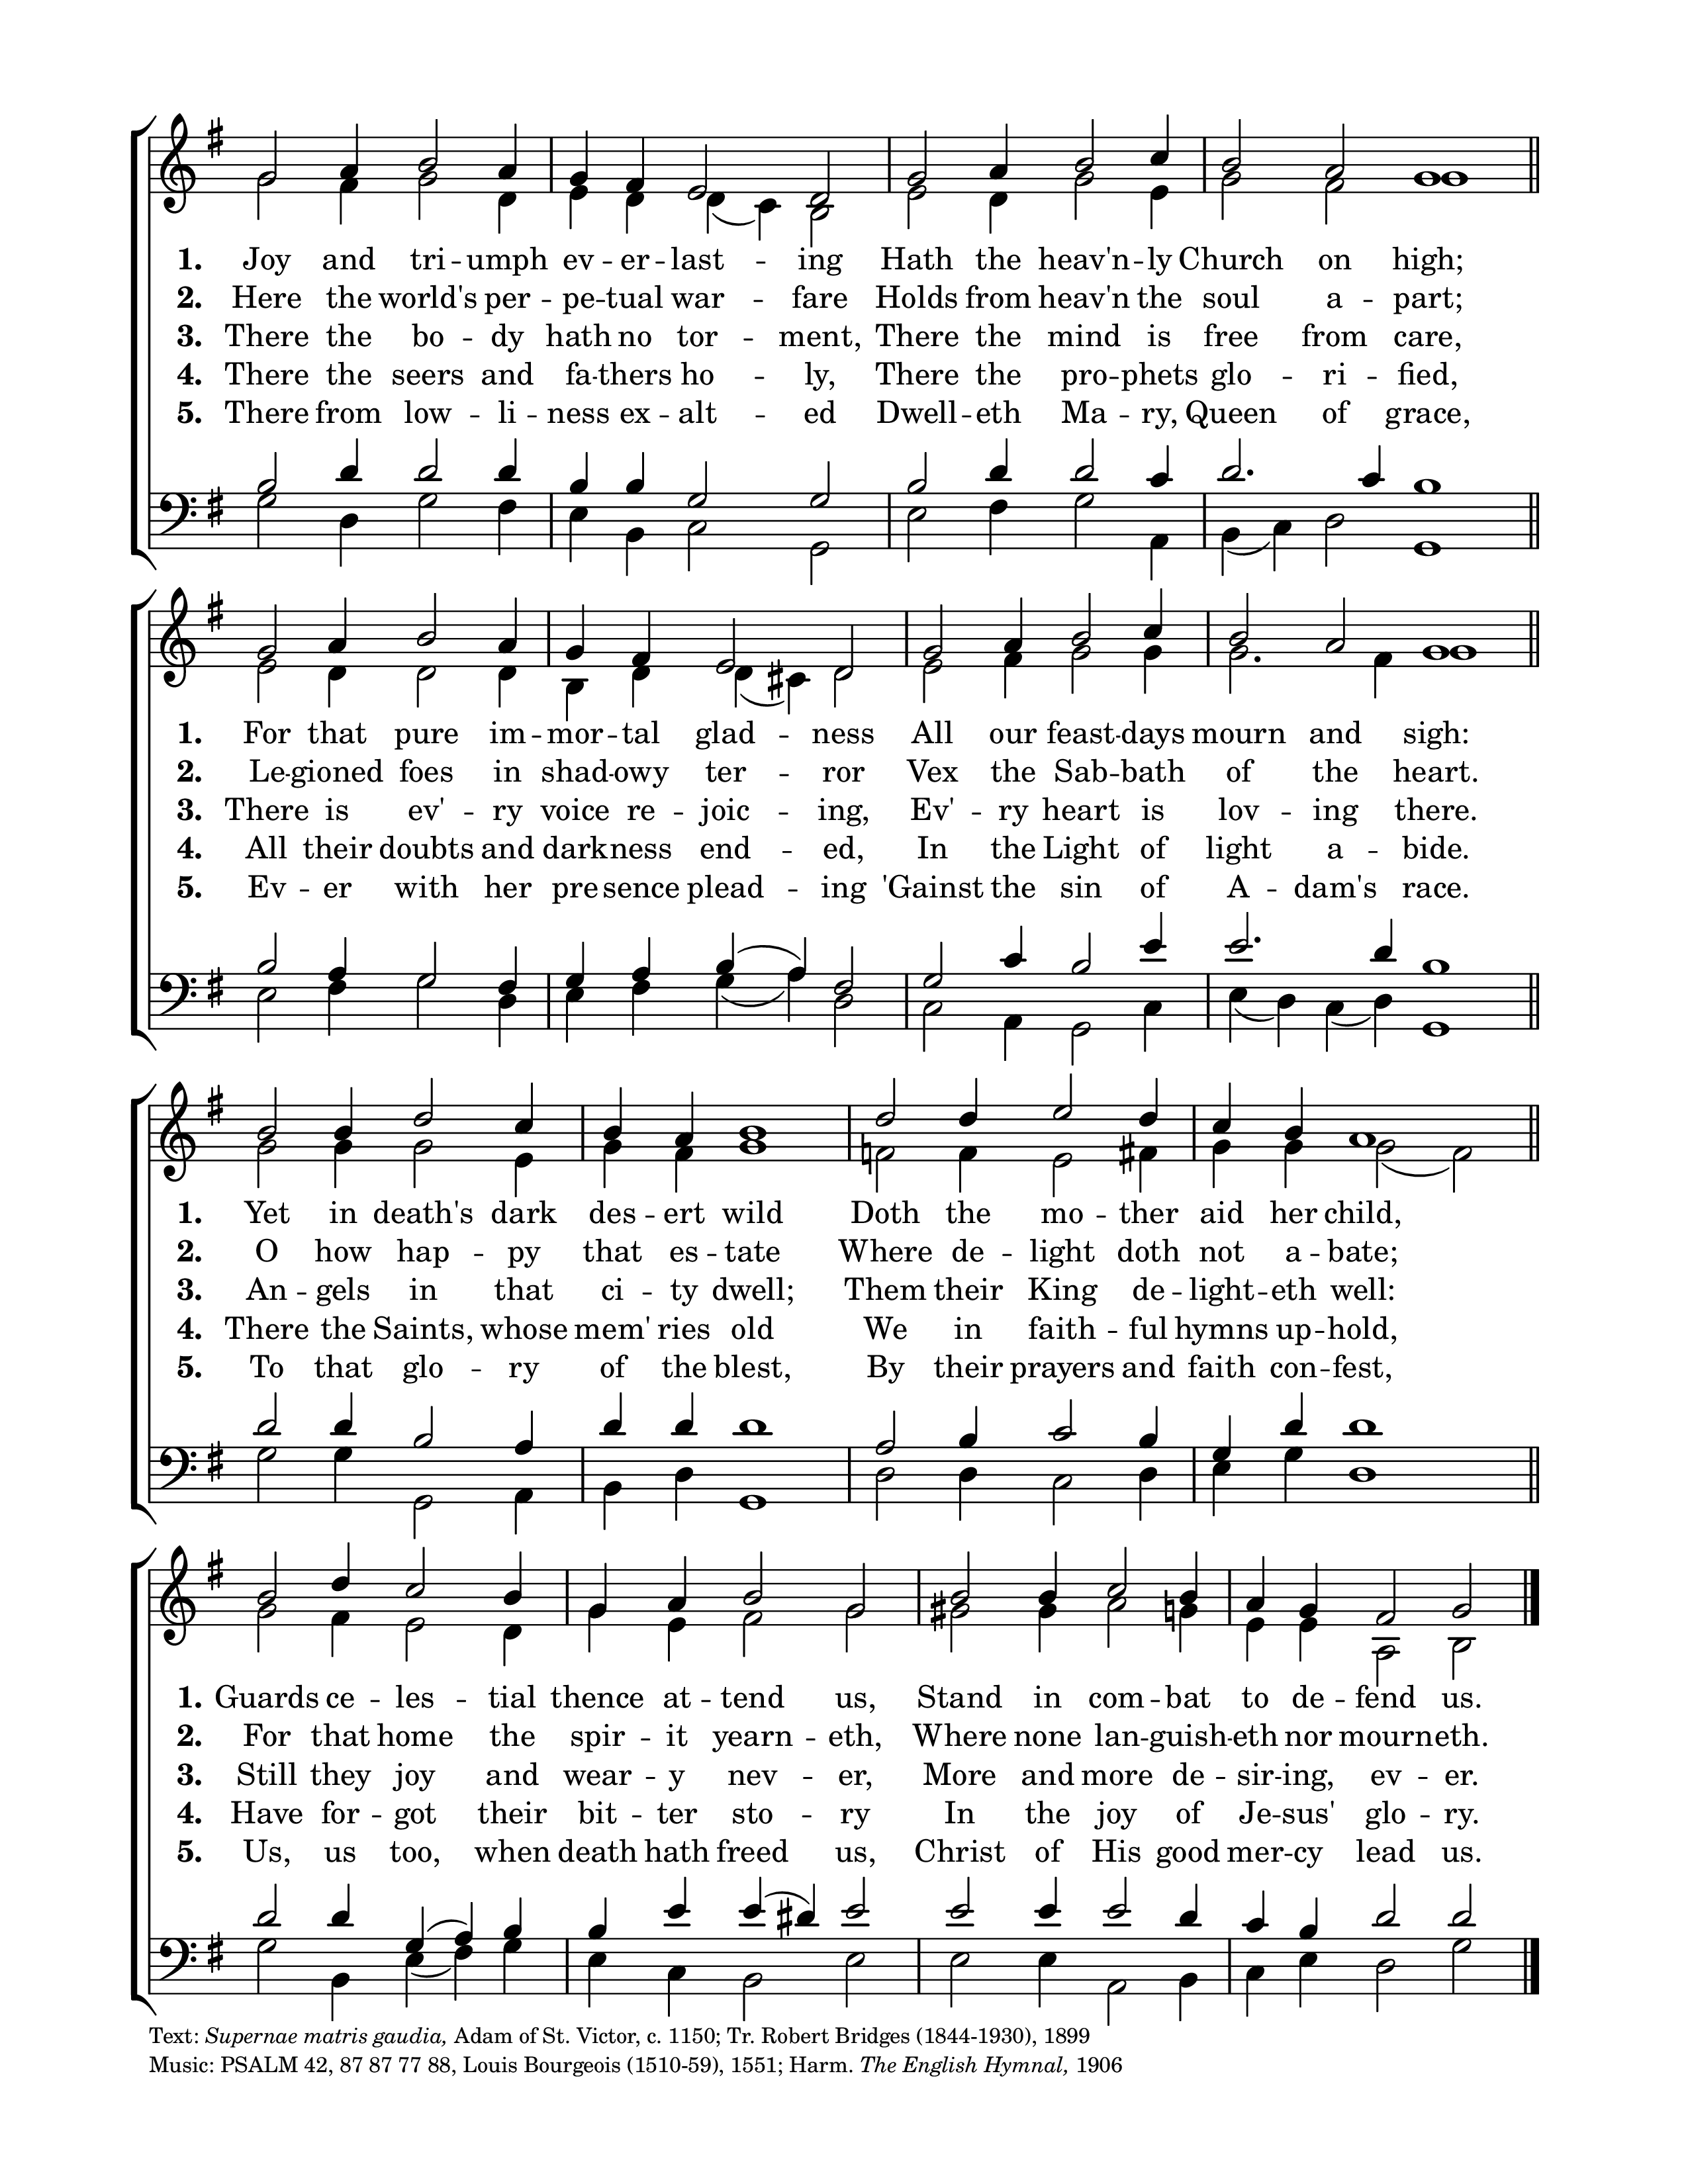 1. Joy and tri -- umph ev -- er -- last -- ing Hath the heav'n -- ly Church on high;
2. Here the world's per -- pe -- tual war -- fare Holds from heav'n the soul a -- part;
3. There the bo -- dy hath no tor -- ment, There the mind is free from care,
4. There the seers and fa -- thers ho -- ly, There the pro -- phets glo -- ri -- fied,
5. There from low -- li -- ness ex -- alt -- ed Dwell -- eth Ma -- ry, Queen of grace,
1. For that pure im -- mor -- tal glad -- ness All our feast -- days mourn and sigh:
2. Le -- gioned foes in shad -- owy ter -- ror Vex the Sab -- bath of the heart.
3. There is ev' -- ry voice re -- joic -- ing, Ev' -- ry heart is lov -- ing there.
4. All their doubts and dark -- ness end -- ed, In the Light of light a -- bide.
5. Ev -- er with her pre -- sence plead -- ing 'Gainst the sin of A -- dam's race.
1. Yet in death's dark des -- ert wild Doth the mo -- ther aid her child,
2. O how hap -- py that es -- tate Where de -- light doth not a -- bate;
3. An -- gels in that ci -- ty dwell; Them their King de -- light -- eth well:
4. There the Saints, whose mem' -- ries old We in faith -- ful hymns up -- hold,
5. To that glo -- ry of the blest, By their prayers and faith con -- fest,
1. Guards ce -- les -- tial thence at -- tend us, Stand in com -- bat to de -- fend us.
2. For that home the spir -- it yearn -- eth, Where none lan -- guish -- eth nor mourn -- eth.
3. Still they joy and wear -- y nev -- er, More and more de -- sir -- ing, ev -- er.
4. Have for -- got their bit -- ter sto -- ry In the joy of Je -- sus' glo -- ry.
5. Us, us too, when death hath freed us, Christ of His good mer -- cy lead us.
Text: Supernae matris gaudia, Adam of St. Victor, c. 1150; Tr. Robert Bridges (1844-1930), 1899
Music: PSALM 42, 87 87 77 88, Louis Bourgeois (1510-59), 1551; Harm. The English Hymnal, 1906